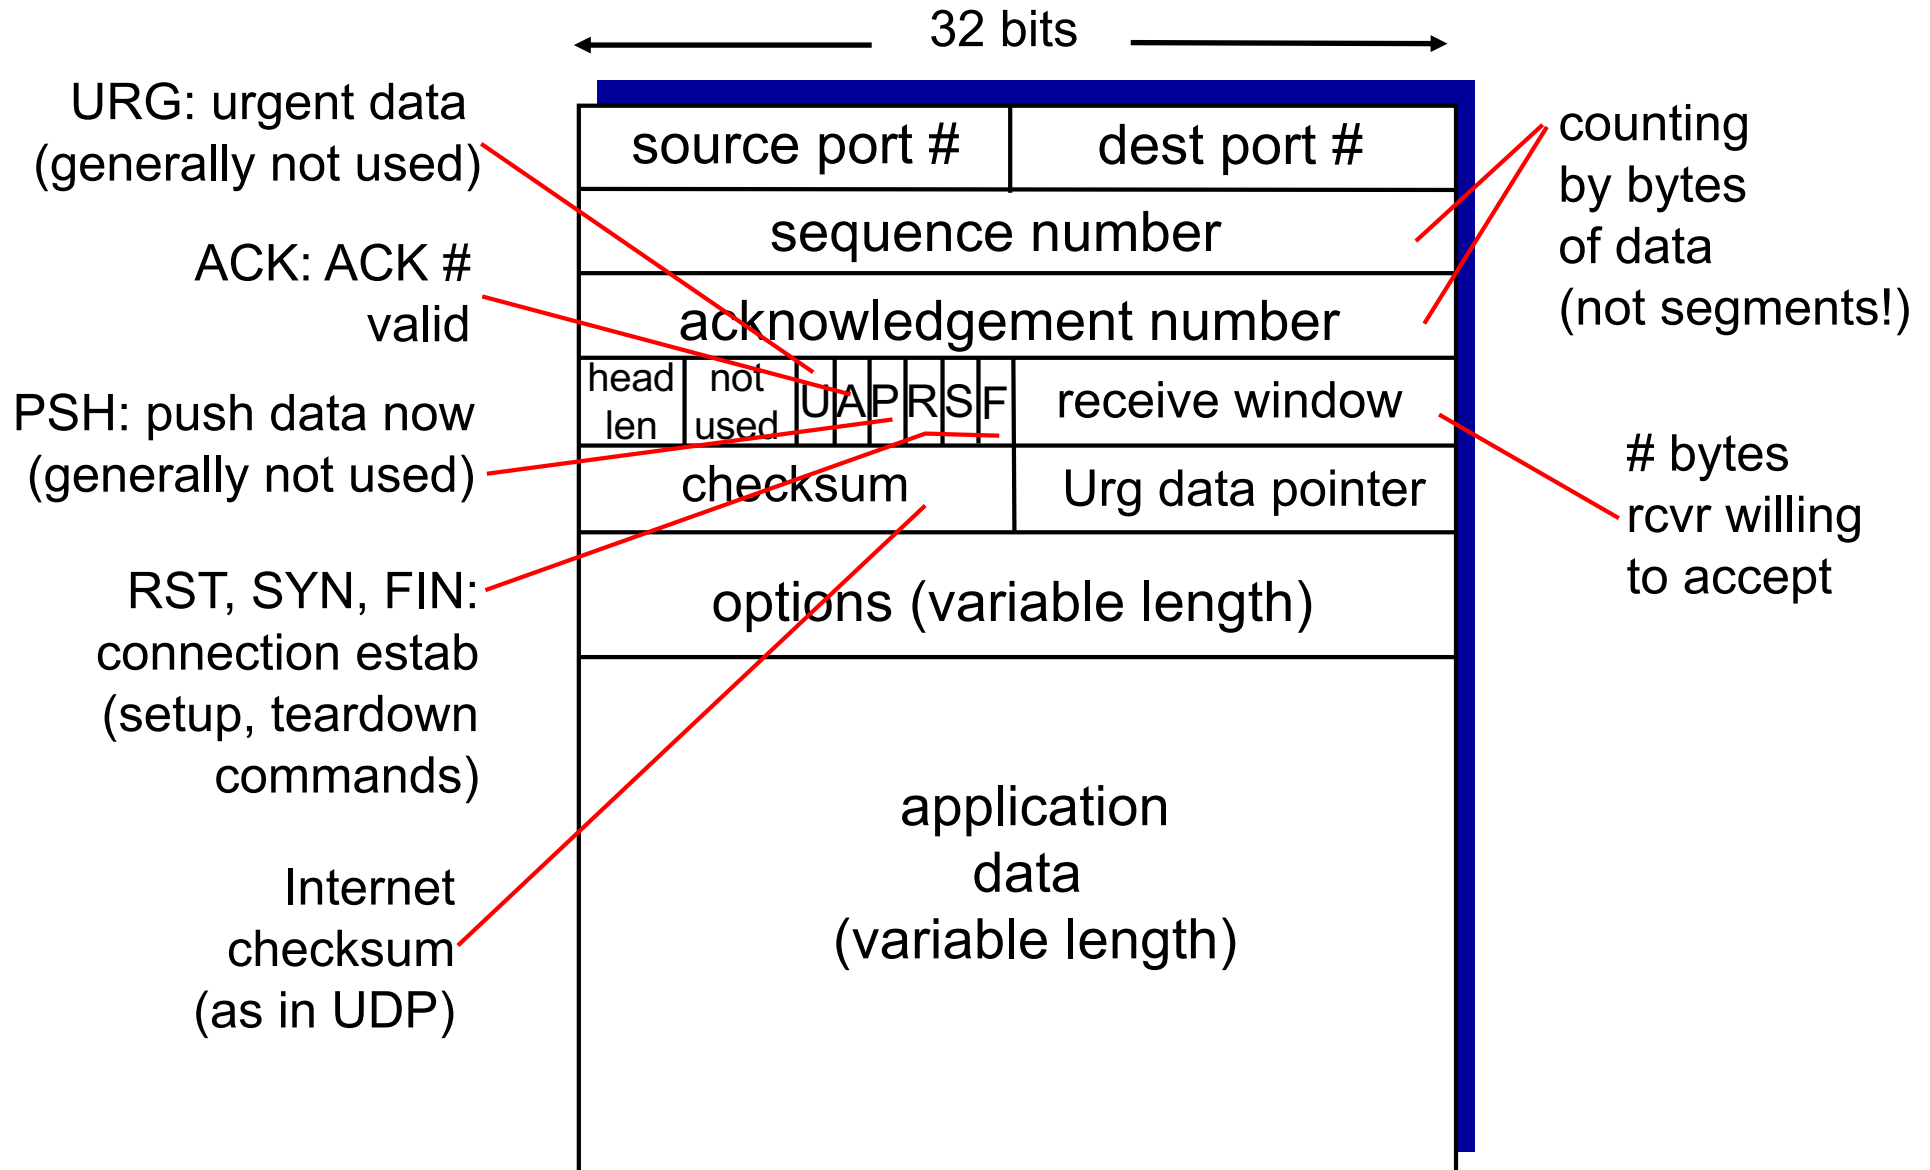 32 bits
URG: urgent data
(generally not used)
ACK: ACK #
valid
PSH: push data now
(generally not used)
RST, SYN, FIN:
connection estab
(setup, teardown
commands)
Internet
checksum
(as in UDP)
source port #
dest port #
sequence number
acknowledgement number
head
len
not
used
U
A
P
R
S
F
receive window
checksum
Urg data pointer
options (variable length)
application
data
(variable length)
counting
by bytes
of data
(not segments!)
# bytes
rcvr willing
to accept